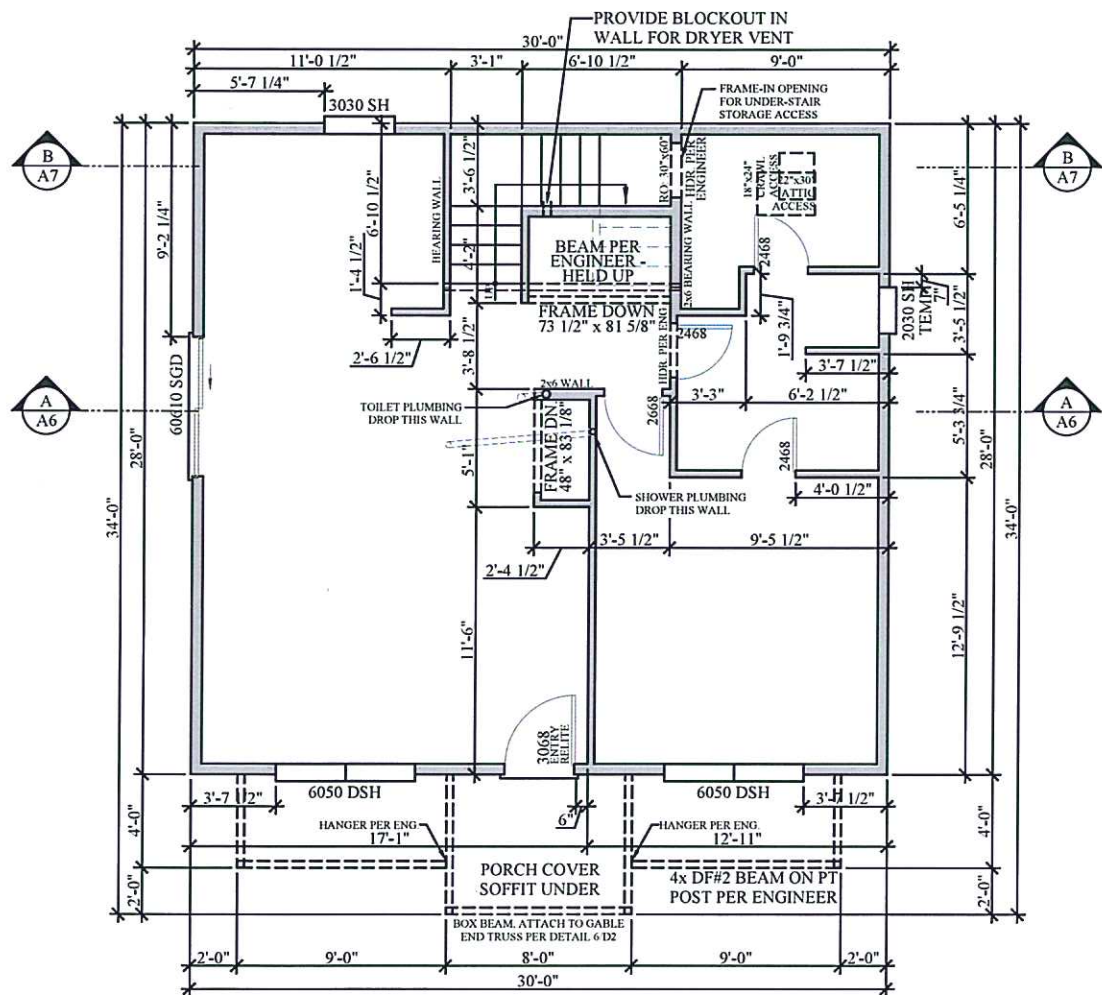 PROVIDE BLOCKOUT IN
WALL FOR DRYER VENT
30'-0"
11'-0 1/2"
3'-1"
6'-10 1/2"
9'-0"
5'-7 1/4"
3030 SH
FRAME-IN OPENING
FOR UNDER-STAIR
STORAGE ACCESS
B
A7
B
A7
9'-2 1/4"
6'-10 1/2"
1'-4 1/2"
BEARING WALL
3'-6 1/2"
4'-2"
RO: 30"x60"
HDR. PER
ENGINEER
2x6 BEARING WALL
18"x24"
CRAWL
ACCESS
22"x30"
ATTIC
ACCESS
6'-5 1/4"
BEAM PER
ENGINEER -
HELD UP
2468
FRAME DOWN
73 1/2" x 81 5/8"
7"
2030 SH
TEMP
3'-5 1/2"
1'-9 3/4"
2'-6 1/2"
3'-8 1/2"
HDR. PER ENG
2468
3'-7 1/2"
60610 SGD
A
A6
A
A6
2x6 WALL
TOILET PLUMBING
DROP THIS WALL
3'-3"
6'-2 1/2"
2668
2468
5'-3 3/4"
28'-0"
34'-0"
28'-0"
34'-0"
5'-1"
FRAME DN.
48" x 83 1/8"
SHOWER PLUMBING
DROP THIS WALL
4'-0 1/2"
2'-4 1/2"
3'-5 1/2"
9'-5 1/2"
11'-6"
12'-9 1/2"
3068
ENTRY
RELITE
3'-7 1/2"
6050 DSH
6"
6050 DSH
3'-7 1/2"
4'-0"
4'-0"
HANGER PER ENG.
HANGER PER ENG.
17'-1"
12'-11"
PORCH COVER
SOFFIT UNDER
4x DF#2 BEAM ON PT
POST PER ENGINEER
2'-0"
2'-0"
BOX BEAM, ATTACH TO GABLE
END TRUSS PER DETAIL 6 D2
2'-0"
9'-0"
8'-0"
9'-0"
2'-0"
30'-0"